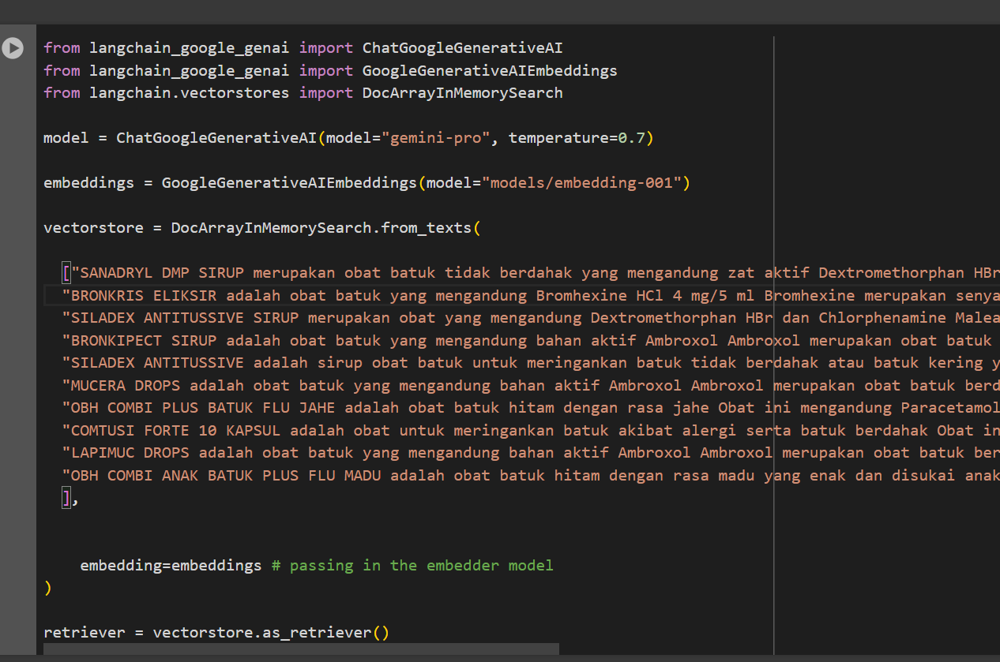 from langchain_google_genai import ChatGoogleGenerativeAI
from langchain_google_genai import GoogleGenerativeAIEmbeddings
from langchain.vectorstores import DocArrayInMemorySearch
model = ChatGoogleGenerativeAI(model="gemini-pro", temperature=0.7)
embeddings = GoogleGenerativeAIEmbeddings(model="models/embedding-001")
vectorstore = DocArrayInMemorySearch.from_texts(
["SANADRYL DMP SIRUP merupakan obat batuk tidak berdahak yang mengandung zat aktif Dextromethorphan HBr
"BRONKRIS ELIKSIR adalah obat batuk yang mengandung Bromhexine HCl 4 mg/5 ml Bromhexine merupakan senya
"SILADEX ANTITUSSIVE SIRUP merupakan obat yang mengandung Dextromethorphan HBr dan Chlorphenamine Malea
"BRONKIPECT SIRUP adalah obat batuk yang mengandung bahan aktif Ambroxol Ambroxol merupakan obat batuk
"SILADEX ANTITUSSIVE adalah sirup obat batuk untuk meringankan batuk tidak berdahak atau batuk kering y
"MUCERA DROPS adalah obat batuk yang mengandung bahan aktif Ambroxol Ambroxol merupakan obat batuk berd
"OBH COMBI PLUS BATUK FLU JAHE adalah obat batuk hitam dengan rasa jahe Obat ini mengandung Paracetamol
"COMTUSI FORTE 10 KAPSUL adalah obat untuk meringankan batuk akibat alergi serta batuk berdahak Obat in
"LAPIMUC DROPS adalah obat batuk yang mengandung bahan aktif Ambroxol Ambroxol merupakan obat batuk ber
"OBH COMBI ANAK BATUK PLUS FLU MADU adalah obat batuk hitam dengan rasa madu yang enak dan disukai anak
],
embedding=embeddings # passing in the embedder model
)
retriever = vectorstore.as_retriever()